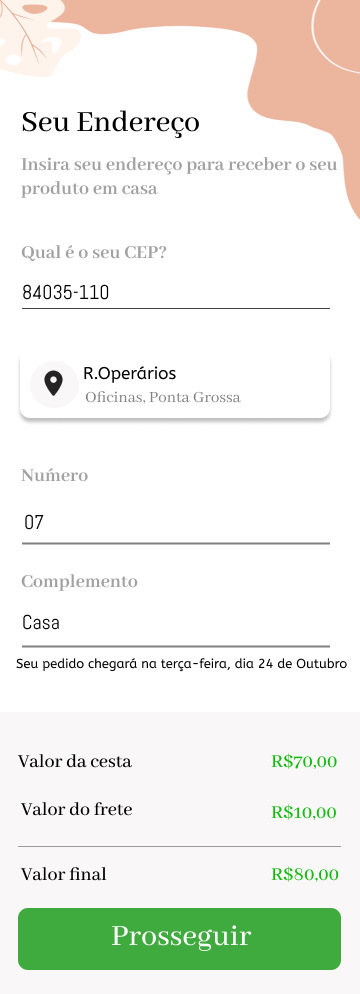 Seu Endereço
Insira seu endereço para receber o seu
produto em casa
Qual é o seu CEP?
84035-110
R.Operários
Oficinas, Ponta Grossa
Número
07
Complemento
Casa
Seu pedido chegará na terça-feira, dia 24 de Outubro
Valor da cesta R$70,00
Valor do frete R$10,00
Valor final R$80,00
Prosseguir